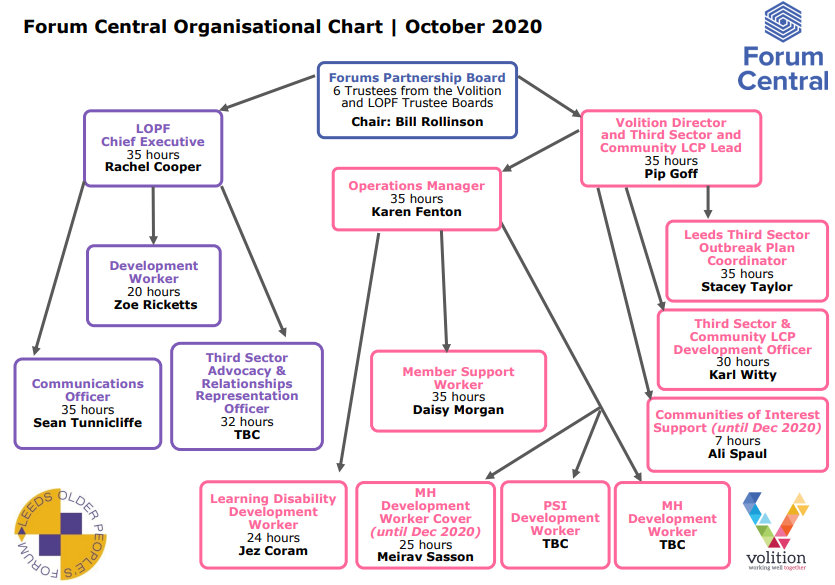 Forum Central Organisational Chart | October 2020
Forum
Central
Forums Partnership Board
6 Trustees from the Volition
and LOPF Trustee Boards
Chair: Bill Rollinson
LOPF
Chief Executive
35 hours
Rachel Cooper
Volition Director
and Third Sector and
Community LCP Lead
35 hours
Pip Goff
Operations Manager
35 hours
Karen Fenton
Development
Worker
20 hours
Zoe Ricketts
Leeds Third Sector
Outbreak Plan
Coordinator
35 hours
Stacey Taylor
Third Sector &
Community LCP
Development Officer
30 hours
Karl Witty
Communications
Officer
35 hours
Sean Tunnicliffe
Third Sector
Advocacy &
Relationships
Representation
Officer
32 hours
TBC
Member Support
Worker
35 hours
Daisy Morgan
Communities of Interest
Support (until Dec 2020)
7 hours
Ali Spaul
Learning Disability
Development
Worker
24 hours
Jez Coram
MH
Development
Worker Cover
(until Dec 2020)
25 hours
Meirav Sasson
PSI
Development
Worker
TBC
MH
Development
Worker
TBC
LEEDS OLDER PEOPLE'S FORUM
volition
working well together